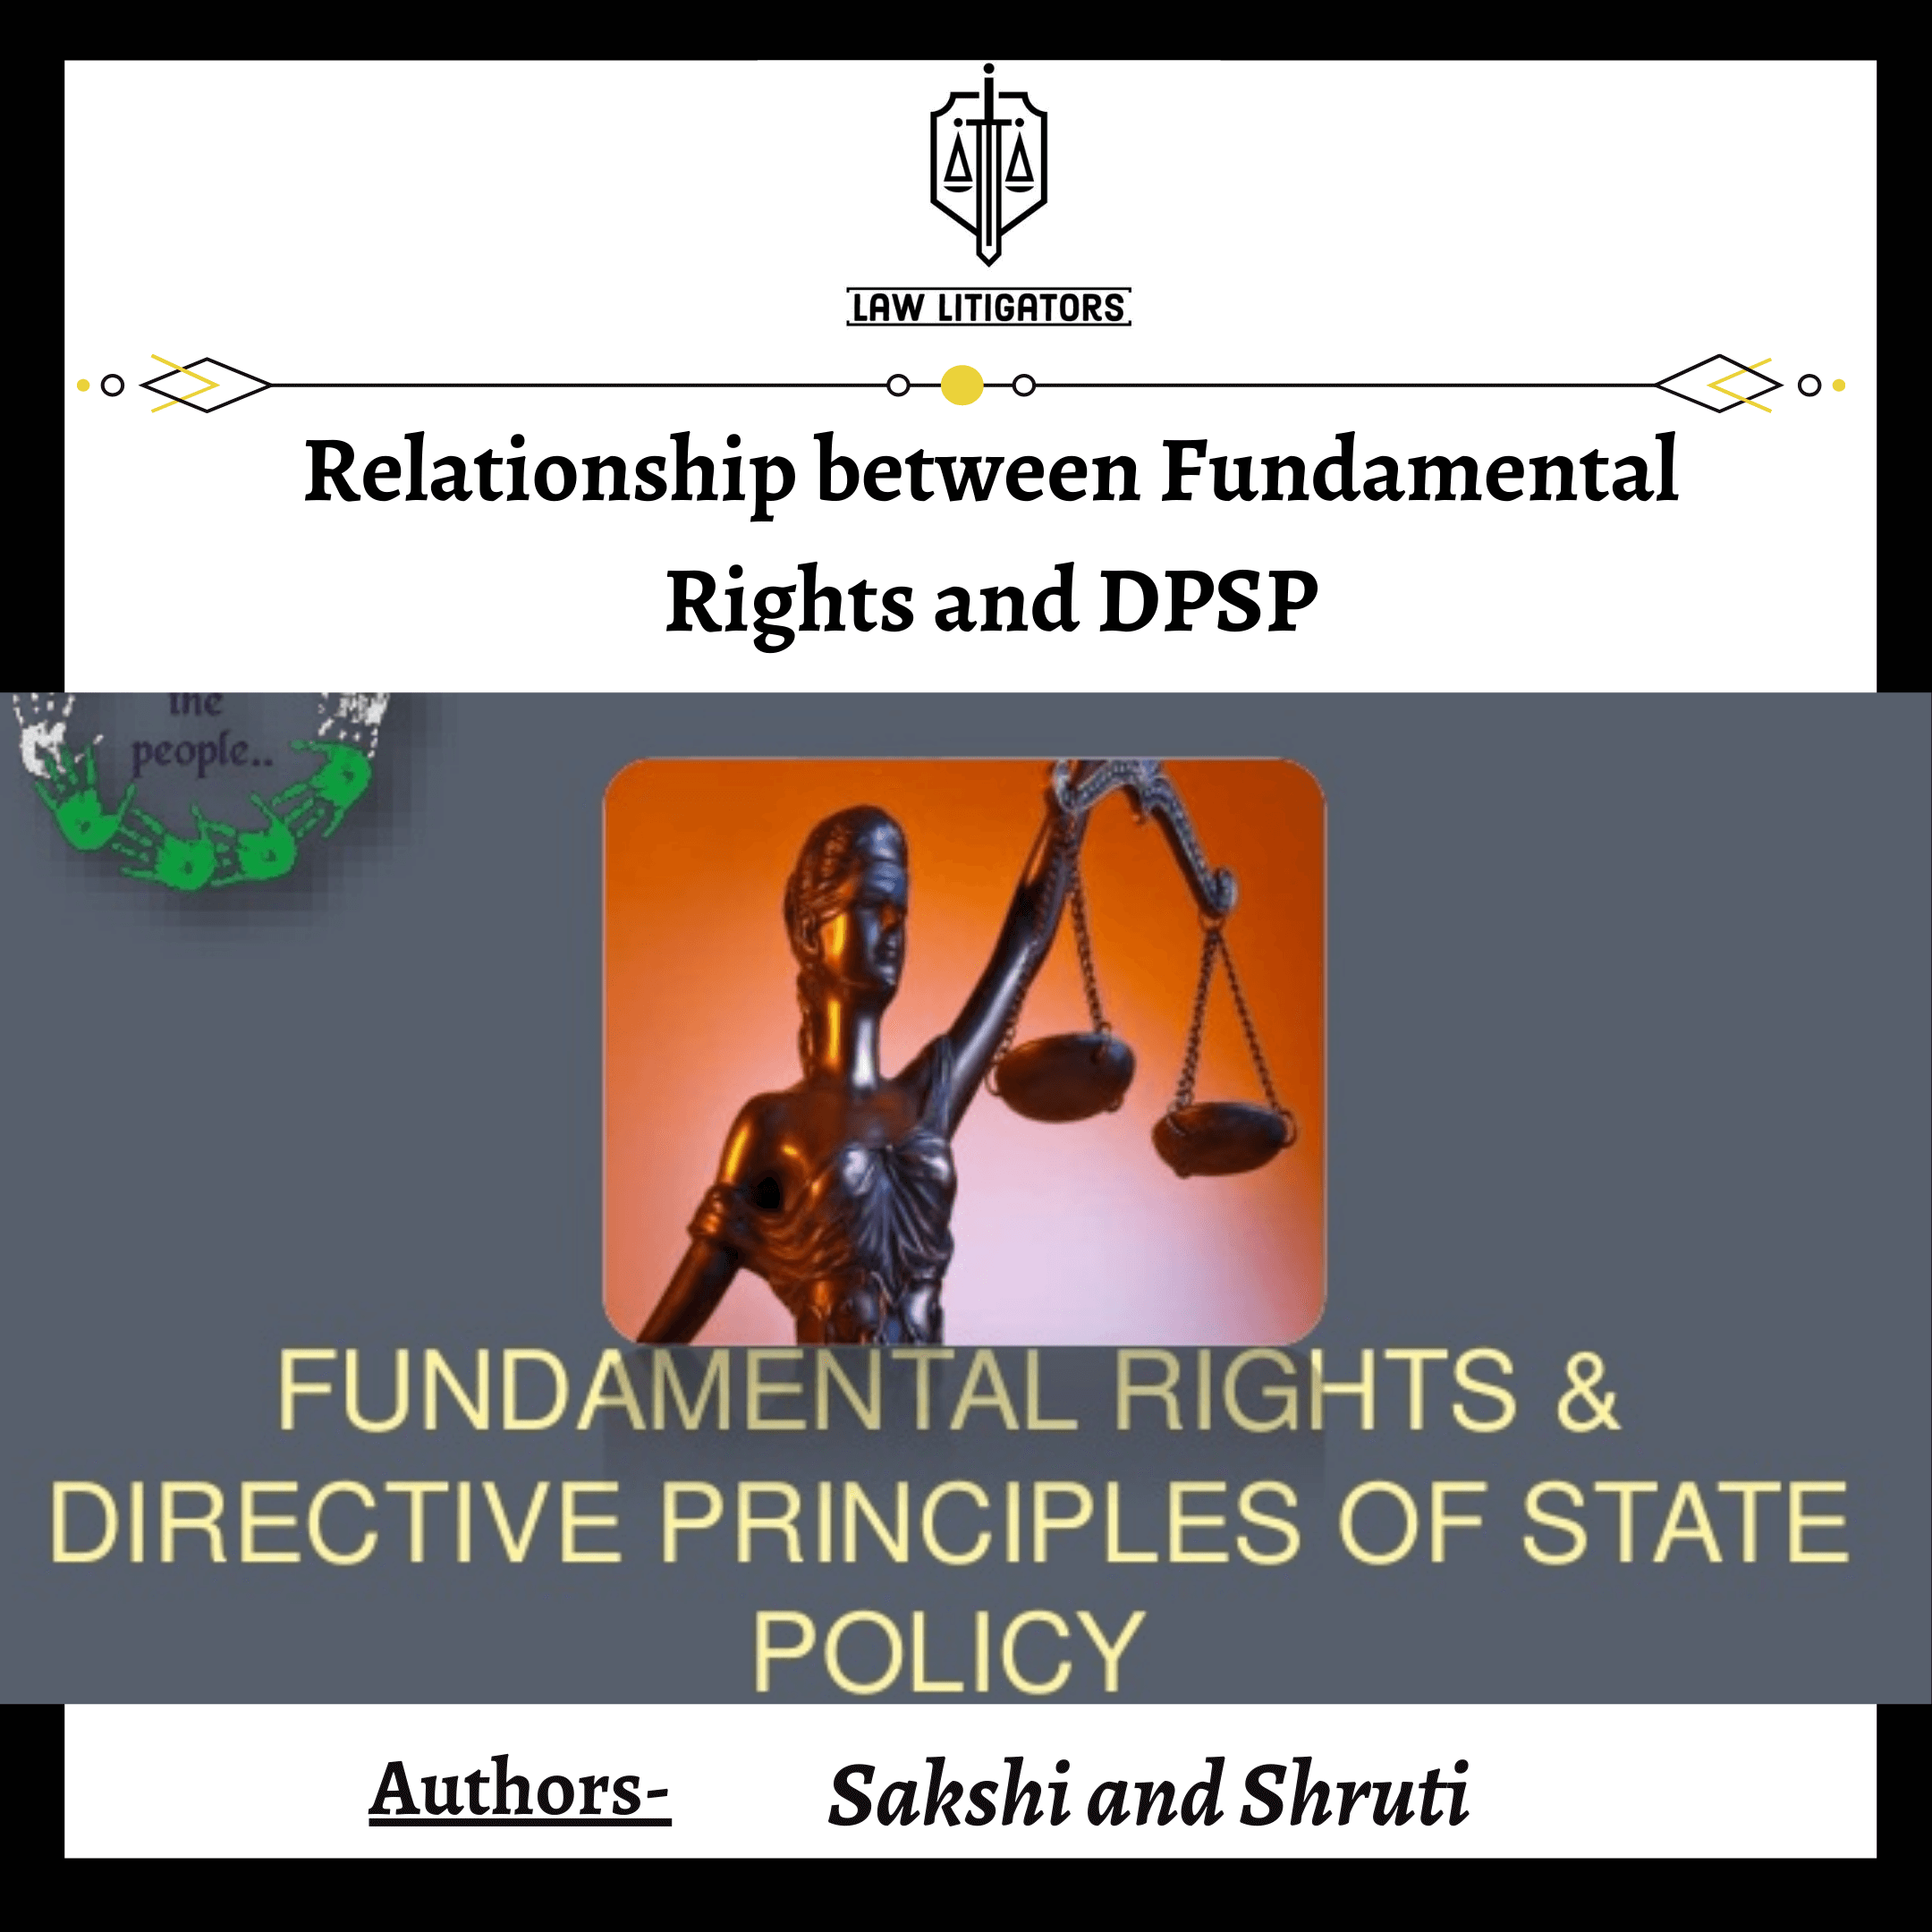 LAW LITIGATORS
Relationship between Fundamental
Rights and DPSP
the
people..
FUNDAMENTAL RIGHTS &
DIRECTIVE PRINCIPLES OF STATE
POLICY
Authors- Sakshi and Shruti